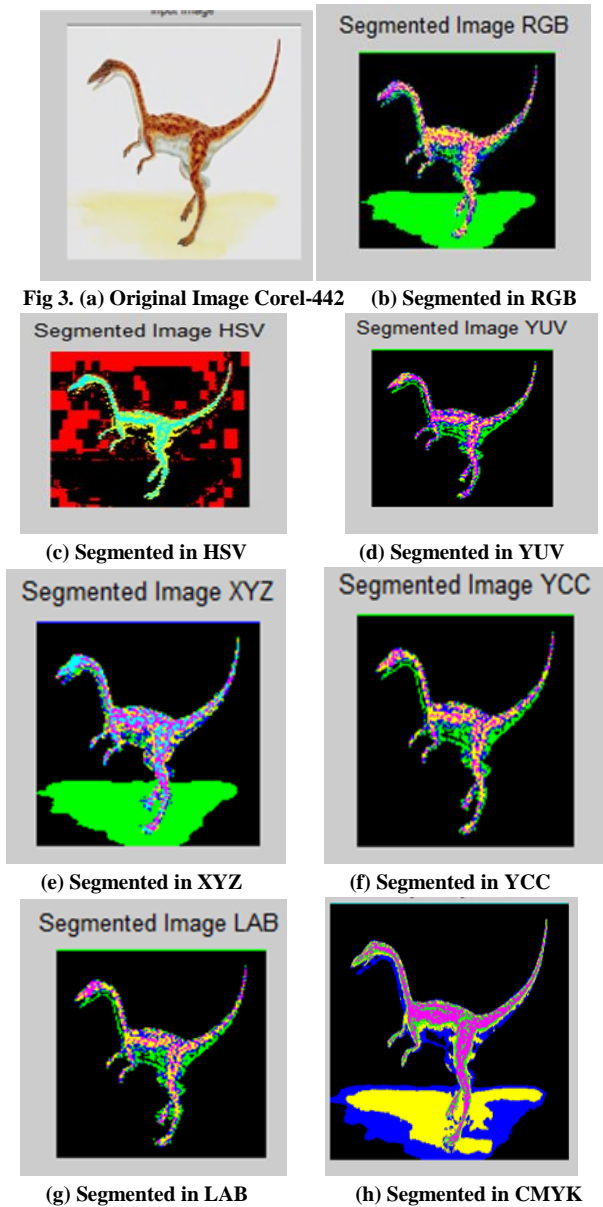 Input Image
Segmented Image RGB
Fig 3. (a) Original Image Corel-442 (b) Segmented in RGB
Segmented Image HSV
Segmented Image YUV
(c) Segmented in HSV (d) Segmented in YUV
Segmented Image XYZ
Segmented Image YCC
(e) Segmented in XYZ (f) Segmented in YCC
Segmented Image LAB
(g) Segmented in LAB (h) Segmented in CMYK